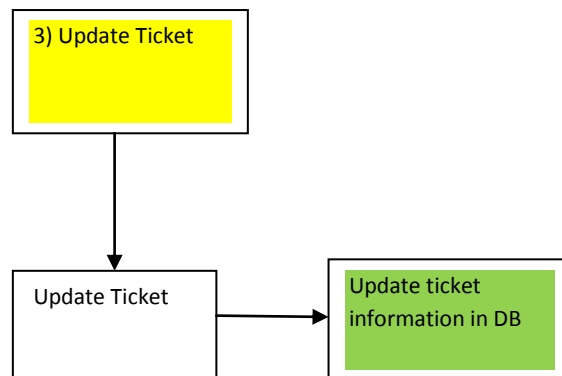 3) Update Ticket
Update Ticket
Update ticket
information in DB